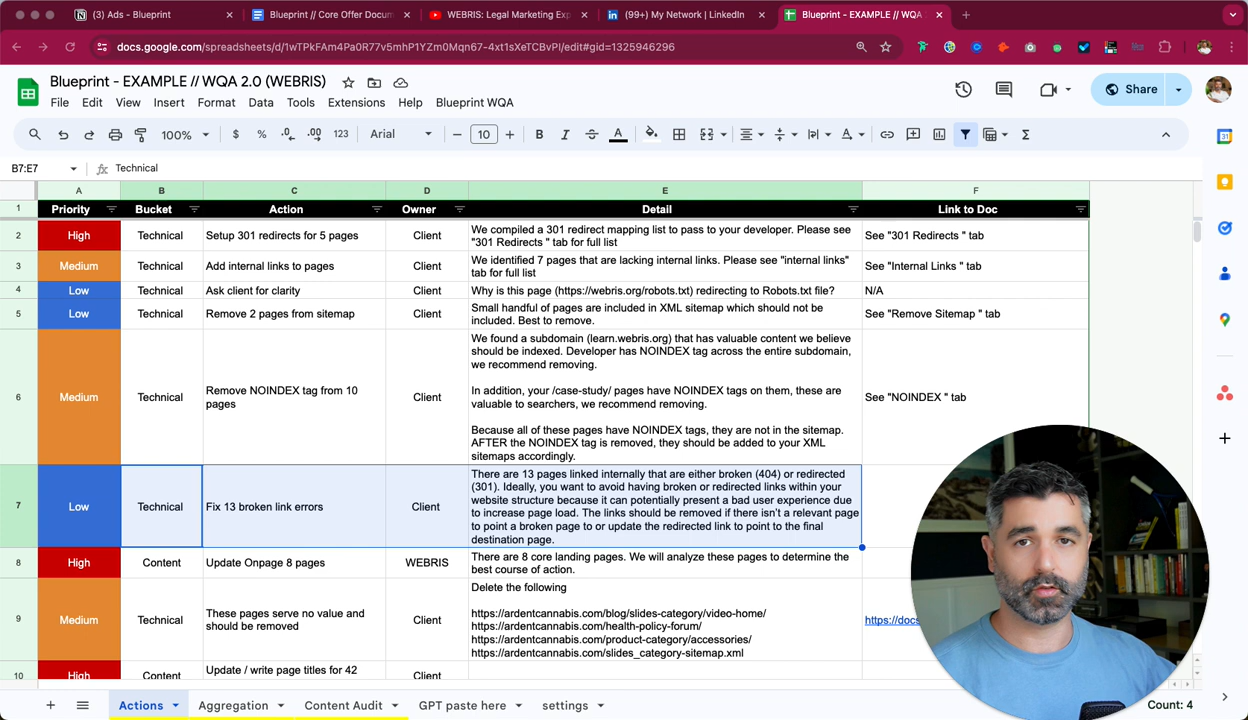 (3) Ads - Blueprint
Blueprint // Core Offer Docum
WEBRIS: Legal Marketing Exp
(99+) My Network | LinkedIn
Blueprint - EXAMPLE // WQA
docs.google.com/spreadsheets/d/1wTPkFAm4Pa0R77v5mhP1YZm0Mqn67-4xt1sXeTCBvPI/edit#gid=1325946296
Blueprint - EXAMPLE // WQA 2.0 (WEBRIS)
File Edit View Insert Format Data Tools Extensions Help Blueprint WQA
Share
100% $ % .0 .00 123 Arial 10 B I A
B7:E7 fx Technical
A B C D E F
1 Priority Bucket Action Owner Detail Link to Doc
2 High Technical Setup 301 redirects for 5 pages Client
We compiled a 301 redirect mapping list to pass to your developer. Please see
"301 Redirects " tab for full list
See "301 Redirects " tab
3 Medium Technical Add internal links to pages Client
We identified 7 pages that are lacking internal links. Please see "internal links"
tab for full list
See "Internal Links " tab
4 Low Technical Ask client for clarity Client Why is this page (https://webris.org/robots.txt) redirecting to Robots.txt file? N/A
5 Low Technical Remove 2 pages from sitemap Client
Small handful of pages are included in XML sitemap which should not be
included. Best to remove.
See "Remove Sitemap " tab
6 Medium Technical
Remove NOINDEX tag from 10
pages
Client
We found a subdomain (learn.webris.org) that has valuable content we believe
should be indexed. Developer has NOINDEX tag across the entire subdomain,
we recommend removing.
In addition, your /case-study/ pages have NOINDEX tags on them, these are
valuable to searchers, we recommend removing.
Because all of these pages have NOINDEX tags, they are not in the sitemap.
AFTER the NOINDEX tag is removed, they should be added to your XML
sitemaps accordingly.
See "NOINDEX " tab
7 Low Technical Fix 13 broken link errors Client
There are 13 pages linked internally that are either broken (404) or redirected
(301). Ideally, you want to avoid having broken or redirected links within your
website structure because it can potentially present a bad user experience due
to increase page load. The links should be removed if there isn't a relevant page
to point a broken page to or update the redirected link to point to the final
destination page.
8 High Content Update Onpage 8 pages WEBRIS
There are 8 core landing pages. We will analyze these pages to determine the
best course of action.
9 Medium Technical
These pages serve no value and
should be removed
Client
Delete the following
https://ardentcannabis.com/blog/slides-category/video-home/
https://ardentcannabis.com/health-policy-forum/
https://ardentcannabis.com/product-category/accessories/
https://ardentcannabis.com/slides_category-sitemap.xml
https://docs
10 High Content Update / write page titles for 42
Actions Aggregation Content Audit GPT paste here settings
Count: 4